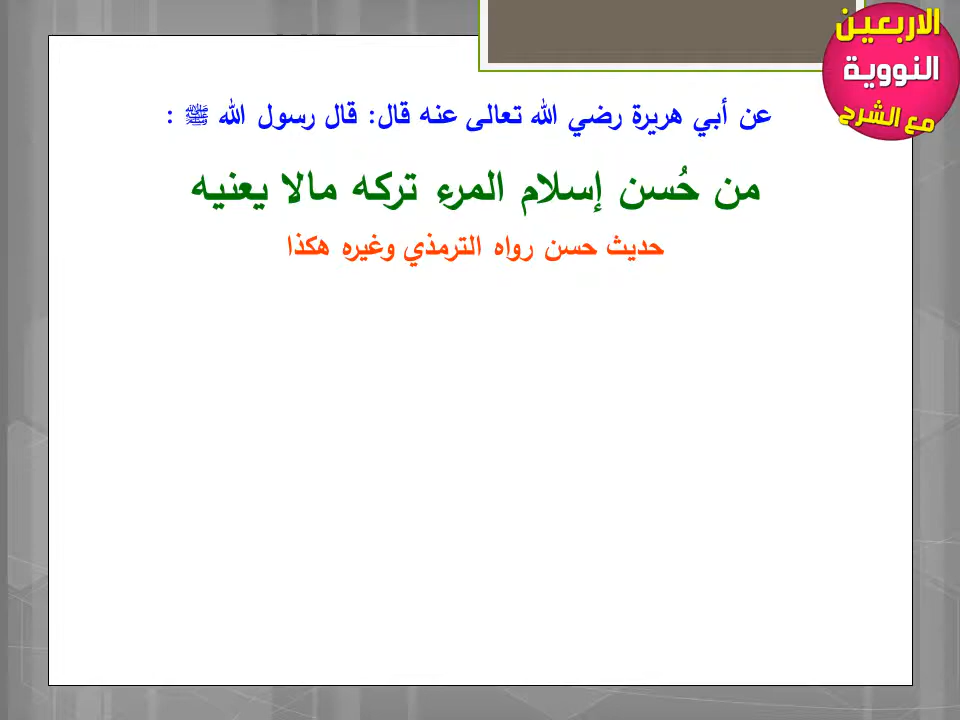 الاربعين
النووية
مع الشرح
عن أبي هريرة رضي الله تعالى عنه قال: قال رسول الله ﷺ :
من حُسن إسلام المرء تركه مالا يعنيه
حديث حسن رواه الترمذي وغيره هكذا